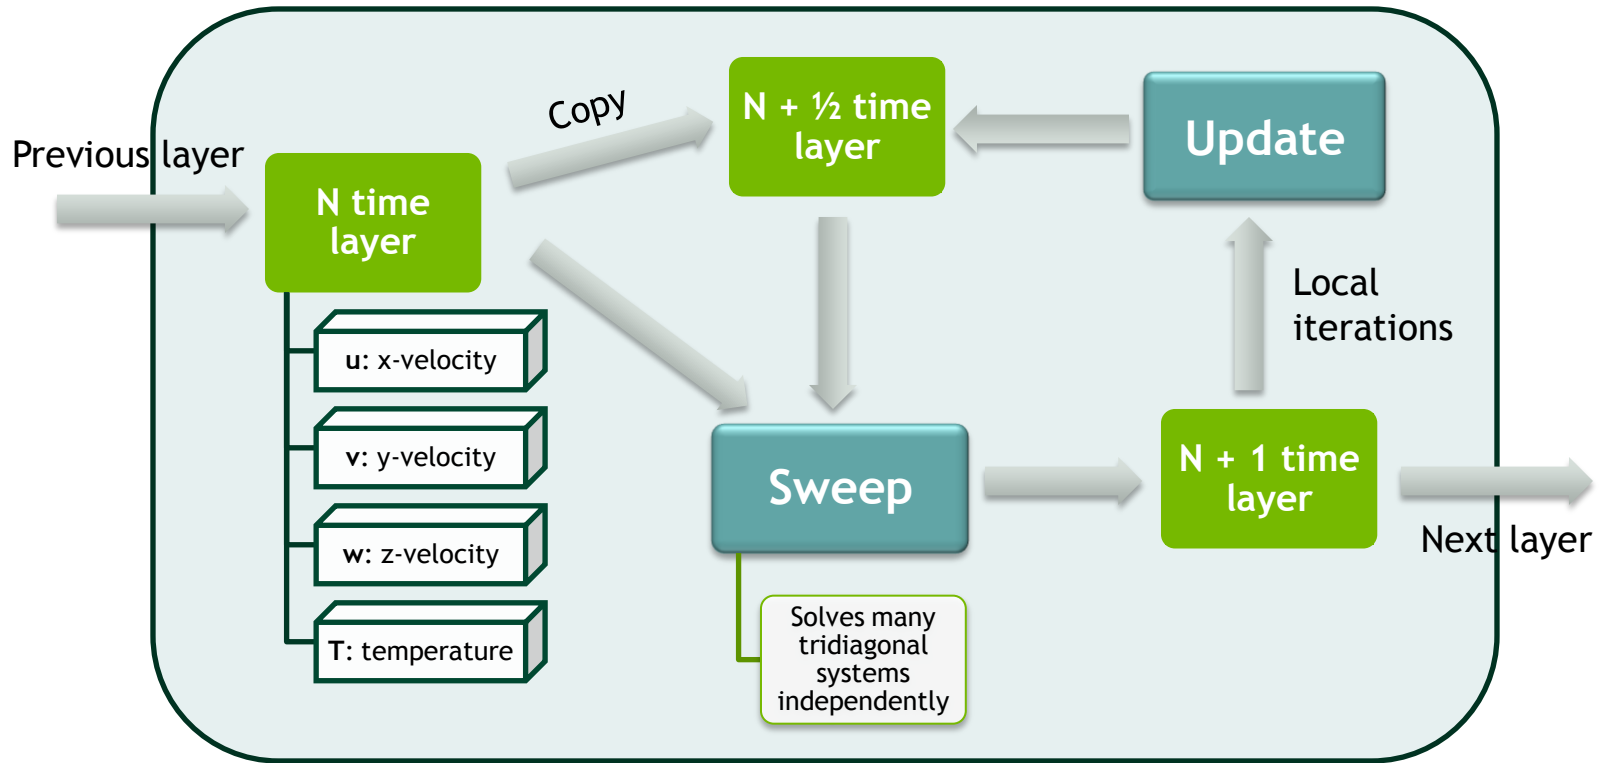 Previous layer
N time
layer
u: x-velocity
v: y-velocity
w: z-velocity
T: temperature
Copy
N + ½ time
layer
Update
Local
iterations
Sweep
Solves many
tridiagonal
systems
independently
N + 1 time
layer
Next layer